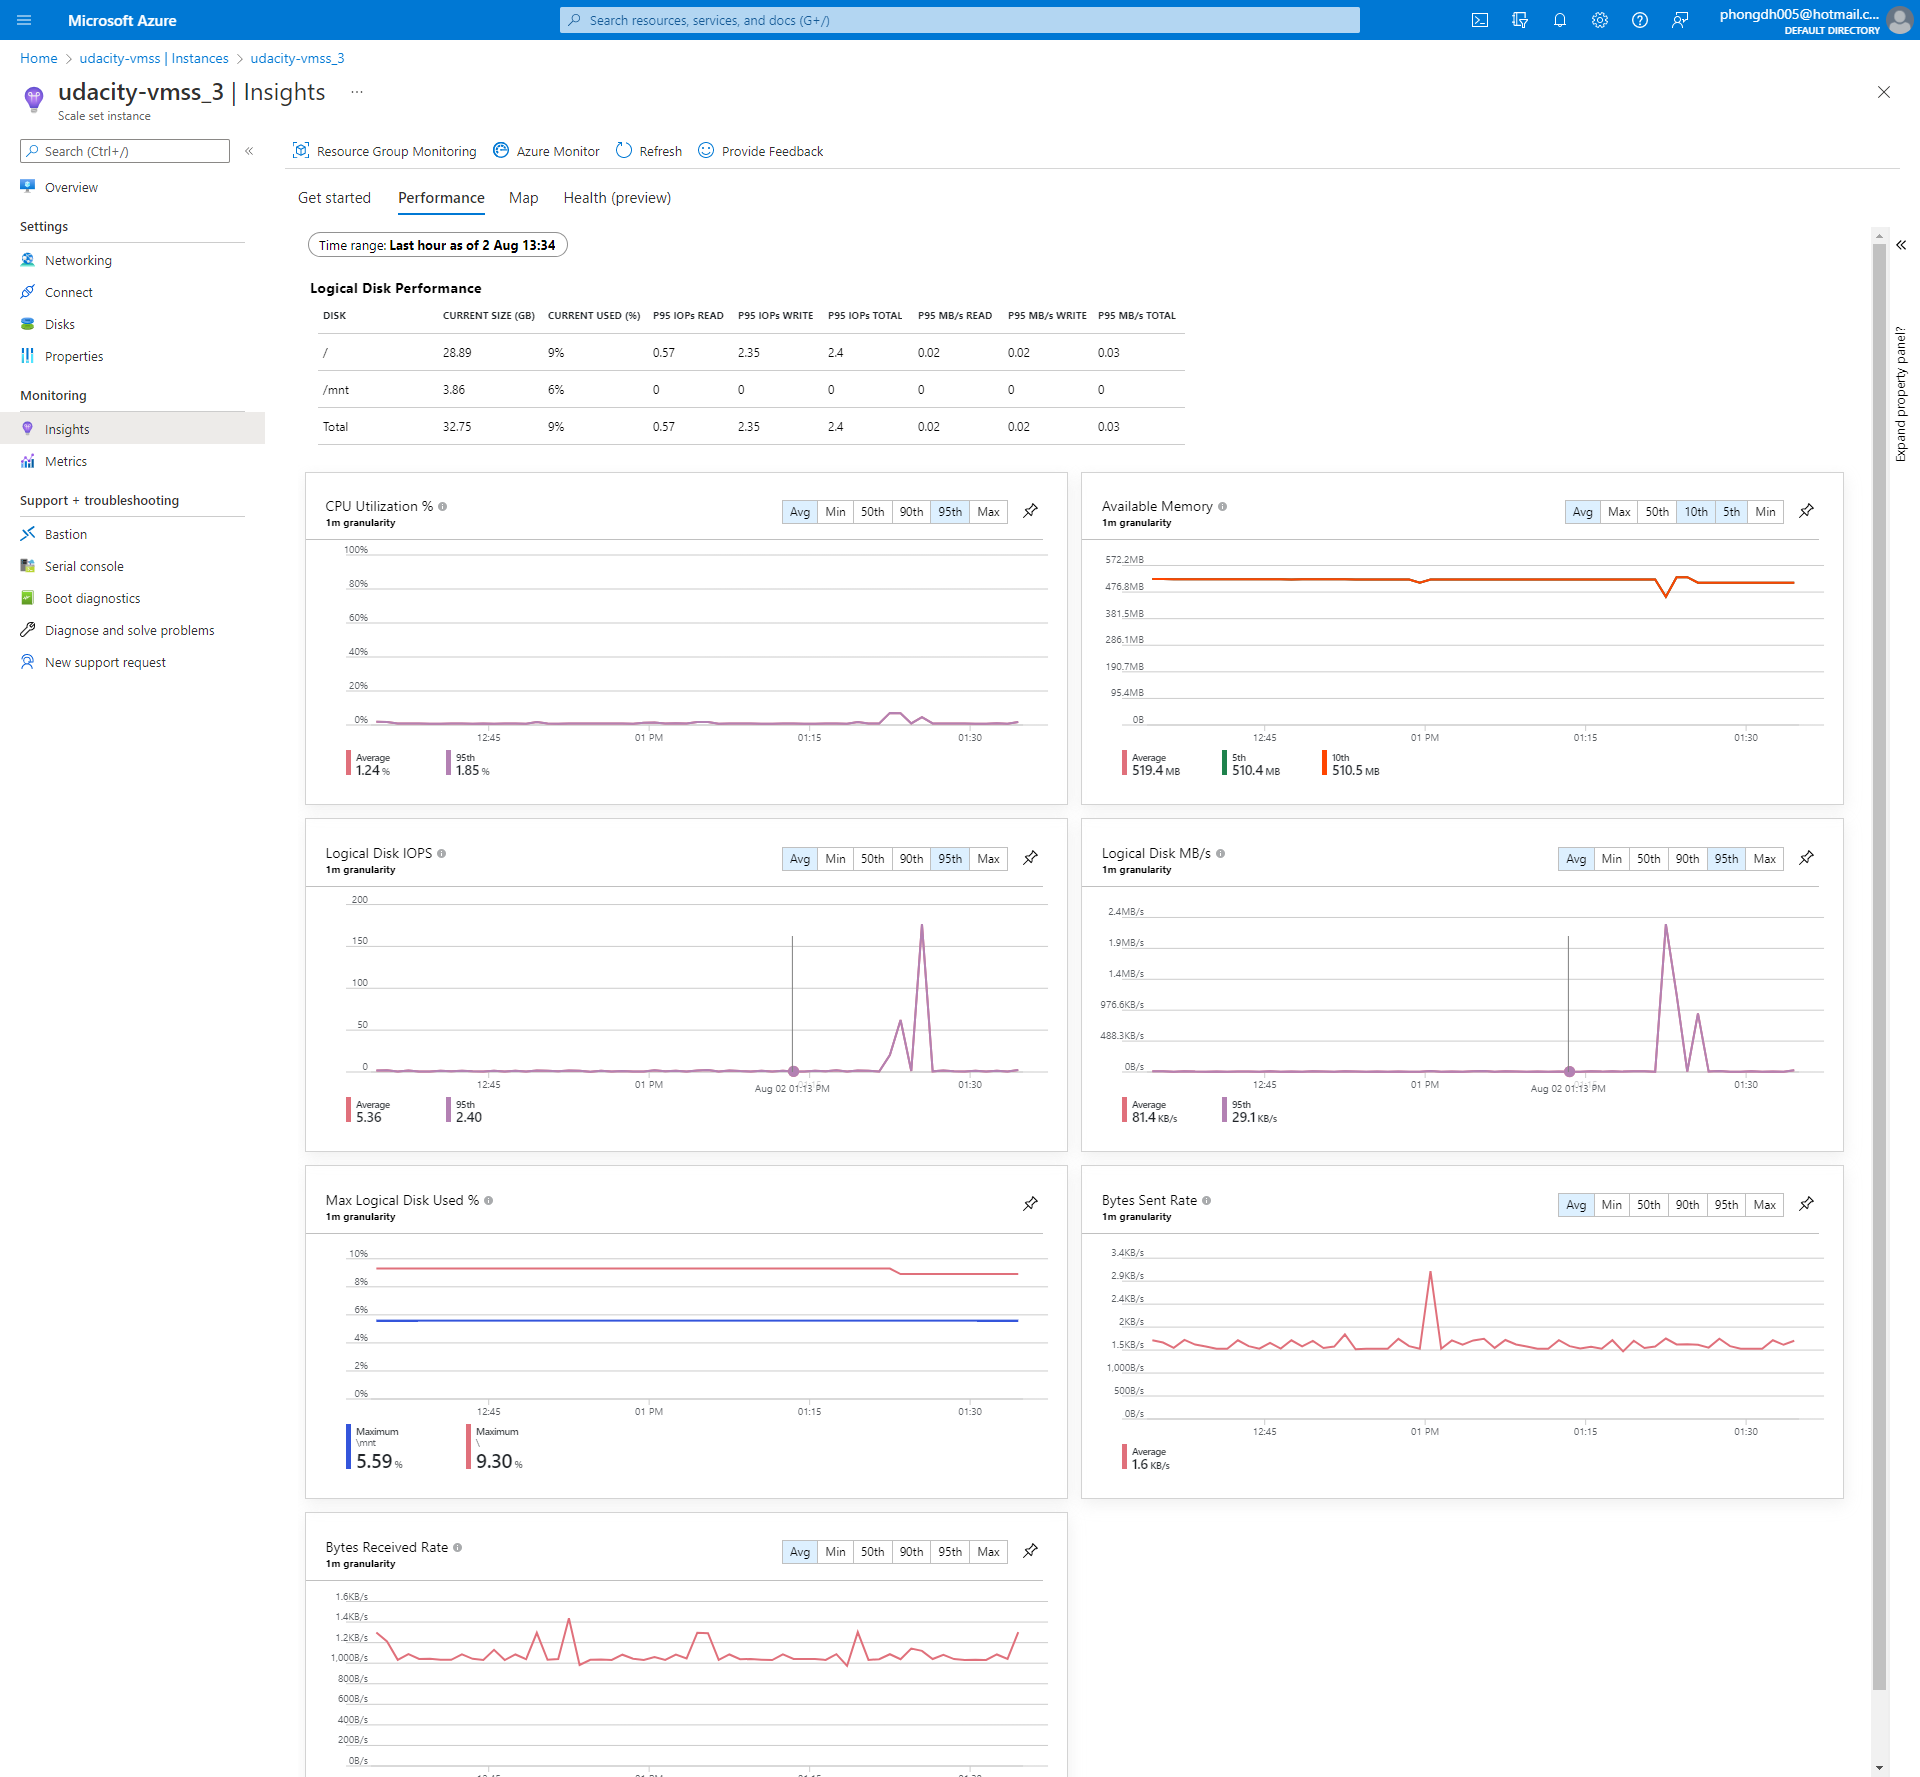 Microsoft Azure
Search resources, services, and docs (G+/)
phongdh005@hotmail.c...
DEFAULT DIRECTORY
Home > udacity-vmss | Instances > udacity-vmss_3
udacity-vmss_3 | Insights ...
Scale set instance
Search (Ctrl+/)
Overview
Settings
Networking
Connect
Disks
Properties
Monitoring
Insights
Metrics
Support + troubleshooting
Bastion
Serial console
Boot diagnostics
Diagnose and solve problems
New support request
Resource Group Monitoring Azure Monitor Refresh Provide Feedback
Get started Performance Map Health (preview)
Time range: Last hour as of 2 Aug 13:34
Expand property panel?
Logical Disk Performance
DISK CURRENT SIZE (GB) CURRENT USED (%) P95 IOPs READ P95 IOPs WRITE P95 IOPs TOTAL P95 MB/s READ P95 MB/s WRITE P95 MB/s TOTAL
/ 28.89 9% 0.57 2.35 2.4 0.02 0.02 0.03
/mnt 3.86 6% 0 0 0 0 0 0
Total 32.75 9% 0.57 2.35 2.4 0.02 0.02 0.03
CPU Utilization %
1m granularity
Avg Min 50th 90th 95th Max
100%
80%
60%
40%
20%
0%
12:45 01 PM 01:15 01:30
Average 95th
1.24 % 1.85 %
Available Memory
1m granularity
Avg Max 50th 10th 5th Min
572.2MB
476.8MB
381.5MB
286.1MB
190.7MB
95.4MB
0B
12:45 01 PM 01:15 01:30
Average 5th 10th
519.4 MB 510.4 MB 510.5 MB
Logical Disk IOPS
1m granularity
Avg Min 50th 90th 95th Max
200
150
100
50
0
12:45 01 PM 01:30
Aug 02 01:13 PM
Average 95th
5.36 2.40
Logical Disk MB/s
1m granularity
Avg Min 50th 90th 95th Max
2.4MB/s
1.9MB/s
1.4MB/s
976.6KB/s
488.3KB/s
0B/s
12:45 01 PM 01:30
Aug 02 01:13 PM
Average 95th
81.4 KB/s 29.1 KB/s
Max Logical Disk Used %
1m granularity
10%
8%
6%
4%
2%
0%
12:45 01 PM 01:15 01:30
Maximum Maximum
\mnt \
5.59 % 9.30 %
Bytes Sent Rate
1m granularity
Avg Min 50th 90th 95th Max
3.4KB/s
2.9KB/s
2.4KB/s
2KB/s
1.5KB/s
1,000B/s
500B/s
0B/s
12:45 01 PM 01:15 01:30
Average
1.6 KB/s
Bytes Received Rate
1m granularity
Avg Min 50th 90th 95th Max
1.6KB/s
1.4KB/s
1.2KB/s
1,000B/s
800B/s
600B/s
400B/s
200B/s
0B/s